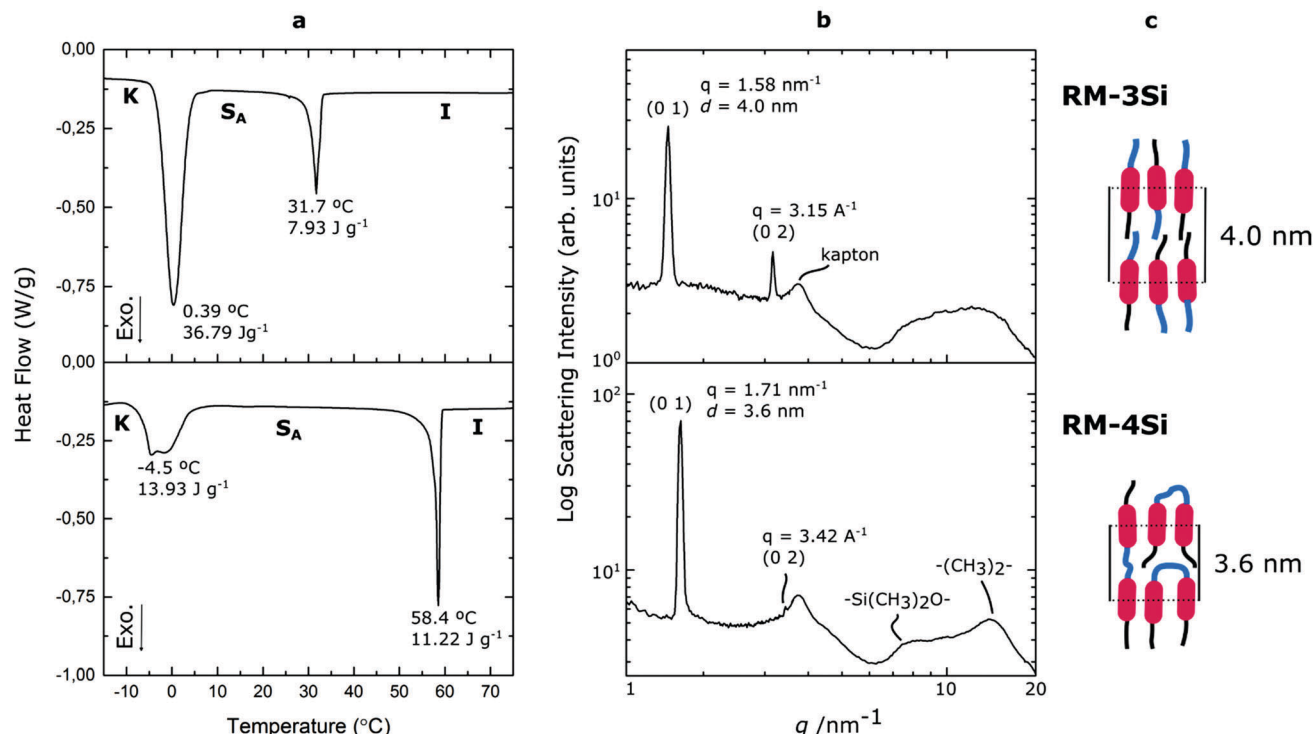 a
b
c
0,00
-0,25
-0,50
-0,75
0,00
-0,25
-0,50
-0,75
-1,00
Heat Flow (W/g)
K
S_A
I
31.7 ºC
7.93 J g⁻¹
0.39 ºC
36.79 Jg⁻¹
Exo.
K
S_A
I
-4.5 ºC
13.93 J g⁻¹
58.4 ºC
11.22 J g⁻¹
Exo.
-10 0 10 20 30 40 50 60 70
Temperature (°C)
Log Scattering Intensity (arb. units)
10¹
10⁰
q = 1.58 nm⁻¹
(0 1) d = 4.0 nm
q = 3.15 A⁻¹
(0 2)
kapton
10²
10¹
q = 1.71 nm⁻¹
(0 1) d = 3.6 nm
q = 3.42 A⁻¹
(0 2)
-Si(CH3)2O-
-(CH3)2-
1 10 20
q /nm⁻¹
RM-3Si
4.0 nm
RM-4Si
3.6 nm